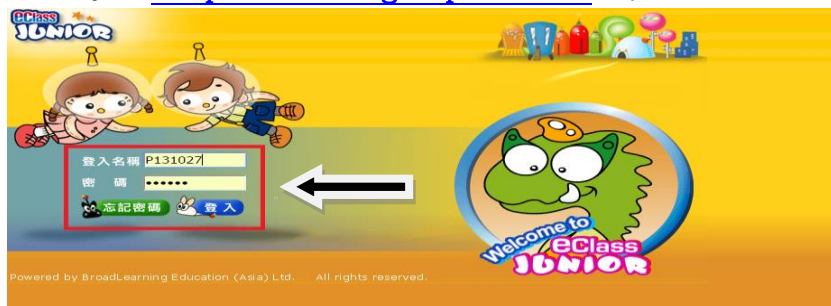 eClass
JUNIOR
登入名稱 P131027
密 碼 ••••••
忘記密碼 登入
Welcome to
eClass
JUNIOR
Powered by BroadLearning Education (Asia) Ltd. All rights reserved.